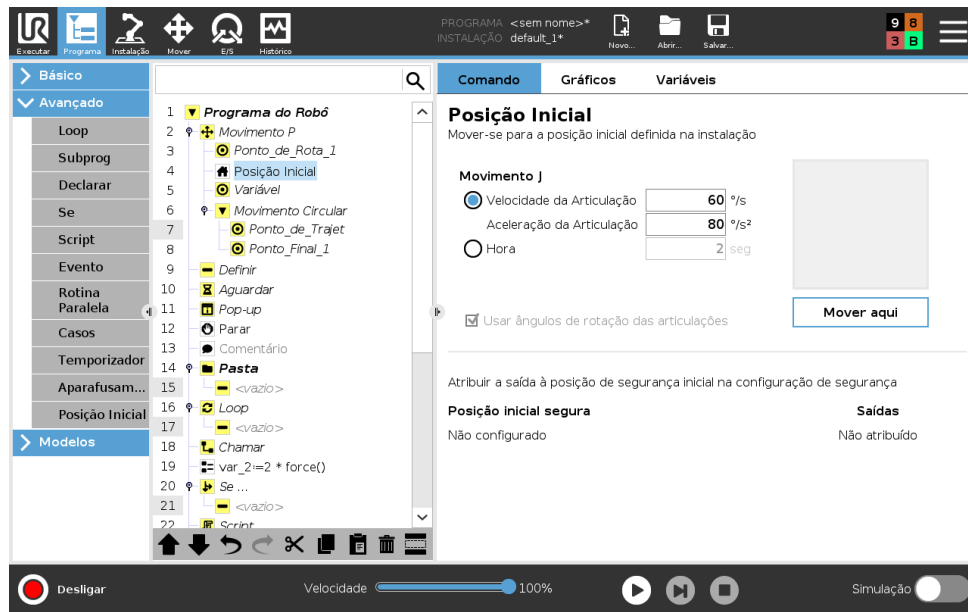 PROGRAMA <sem nome>*
INSTALAÇÃO default_1*
Executar Programa Instalação Mover E/S Histórico Novo... Abrir... Salvar...
9 8
3 B
Básico
Avançado
Loop
Subprog
Declarar
Se
Script
Evento
Rotina
Paralela
Casos
Temporizador
Aparafusam...
Posição Inicial
Modelos
1 Programa do Robô
2 Movimento P
3 Ponto_de_Rota_1
4 Posição Inicial
5 Variável
6 Movimento Circular
7 Ponto_de_Trajet
8 Ponto_Final_1
9 Definir
10 Aguardar
11 Pop-up
12 Parar
13 Comentário
14 Pasta
15 <vazio>
16 Loop
17 <vazio>
18 Chamar
19 var_2:=2 * force()
20 Se ...
21 <vazio>
22 Script
Comando Gráficos Variáveis
Posição Inicial
Mover-se para a posição inicial definida na instalação
Movimento J
Velocidade da Articulação 60 °/s
Aceleração da Articulação 80 °/s²
Hora 2 seg
Usar ângulos de rotação das articulações
Mover aqui
Atribuir a saída à posição de segurança inicial na configuração de segurança
Posição inicial segura Saídas
Não configurado Não atribuído
Desligar Velocidade 100% Simulação